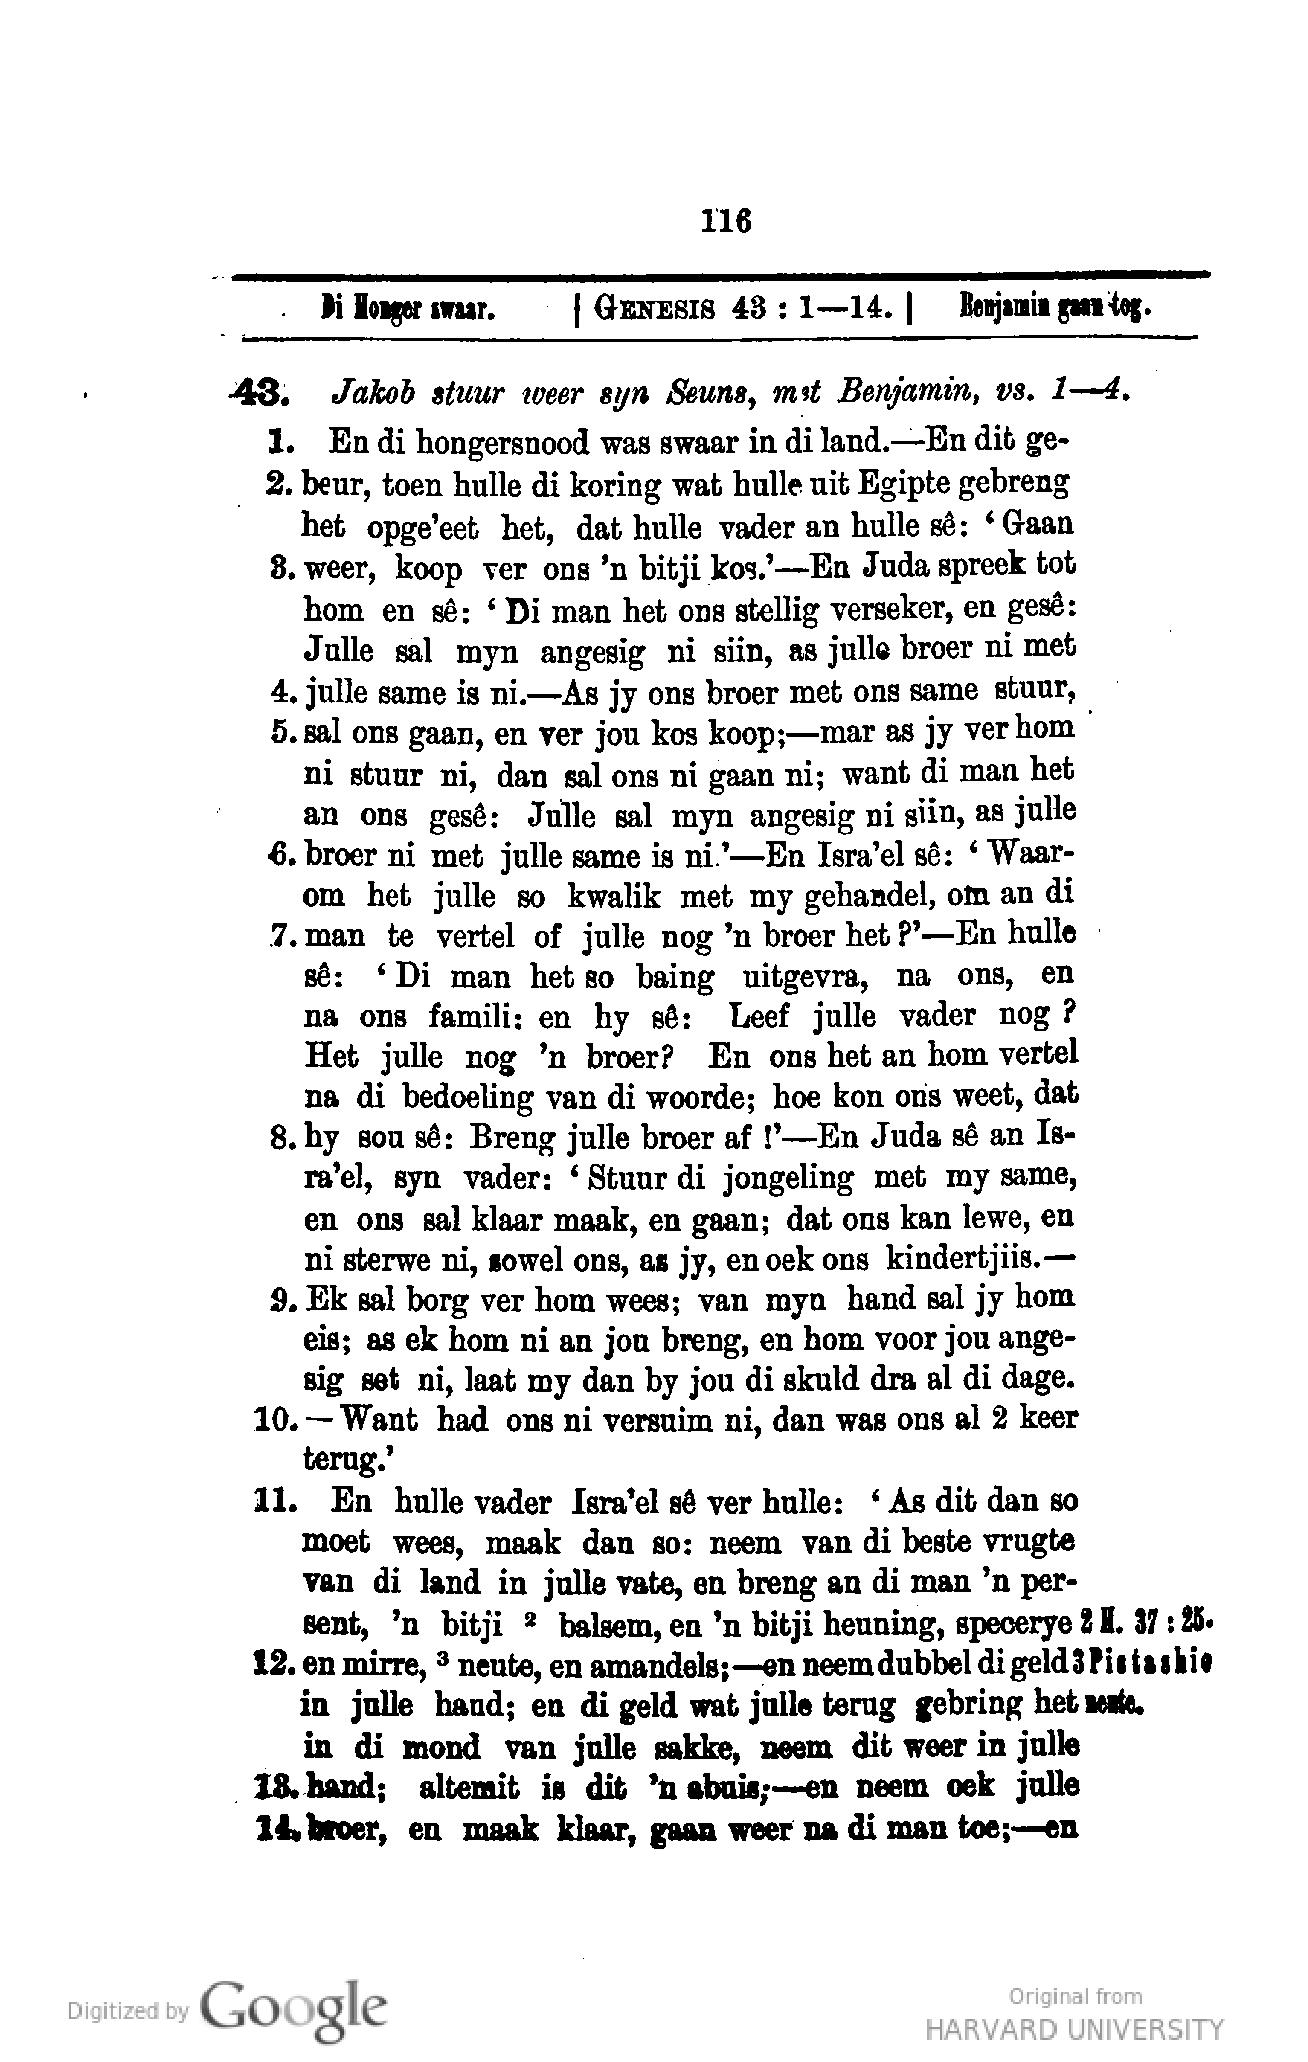 116
Di Honger swaar. | GENESIS 43 : 1—14. | Benjamin gaan tog.
43. Jakob stuur weer syn Seuns, met Benjamin, vs. 1—4.
1. En di hongersnood was swaar in di land.—En dit ge-
2. beur, toen hulle di koring wat hulle uit Egipte gebreng
het opge'eet het, dat hulle vader an hulle sê: ‘Gaan
3. weer, koop ver ons 'n bitji kos.’—En Juda spreek tot
hom en sê: ‘Di man het ons stellig verseker, en gesê:
Julle sal myn angesig ni siin, as julle broer ni met
4. julle same is ni.—As jy ons broer met ons same stuur,
5. sal ons gaan, en ver jou kos koop;—mar as jy ver hom
ni stuur ni, dan sal ons ni gaan ni; want di man het
an ons gesê: Julle sal myn angesig ni siin, as julle
6. broer ni met julle same is ni.’—En Isra'el sê: ‘Waar-
om het julle so kwalik met my gehandel, om an di
7. man te vertel of julle nog 'n broer het?’—En hulle
sê: ‘Di man het so baing uitgevra, na ons, en
na ons famili: en hy sê: Leef julle vader nog?
Het julle nog 'n broer? En ons het an hom vertel
na di bedoeling van di woorde; hoe kon ons weet, dat
8. hy sou sê: Breng julle broer af!’—En Juda sê an Is-
ra'el, syn vader: ‘Stuur di jongeling met my same,
en ons sal klaar maak, en gaan; dat ons kan lewe, en
ni sterwe ni, sowel ons, as jy, en oek ons kindertjiis.—
9. Ek sal borg ver hom wees; van myn hand sal jy hom
eis; as ek hom ni an jou breng, en hom voor jou ange-
sig set ni, laat my dan by jou di skuld dra al di dage.
10. —Want had ons ni versuim ni, dan was ons al 2 keer
terug.’
11. En hulle vader Isra'el sê ver hulle: ‘As dit dan so
moet wees, maak dan so: neem van di beste vrugte
van di land in julle vate, en breng an di man 'n per-
sent, 'n bitji ² balsem, en 'n bitji heuning, specerye 2 H. 37 : 25.
12. en mirre, ³ neute, en amandels;—en neem dubbel di geld 3 Pistashie
in julle hand; en di geld wat julle terug gebring het neute.
in di mond van julle sakke, neem dit weer in julle
13. hand; altemit is dit 'n abuis;—en neem oek julle
14. broer, en maak klaar, gaan weer na di man toe;—en
Digitized by Google
Original from
HARVARD UNIVERSITY